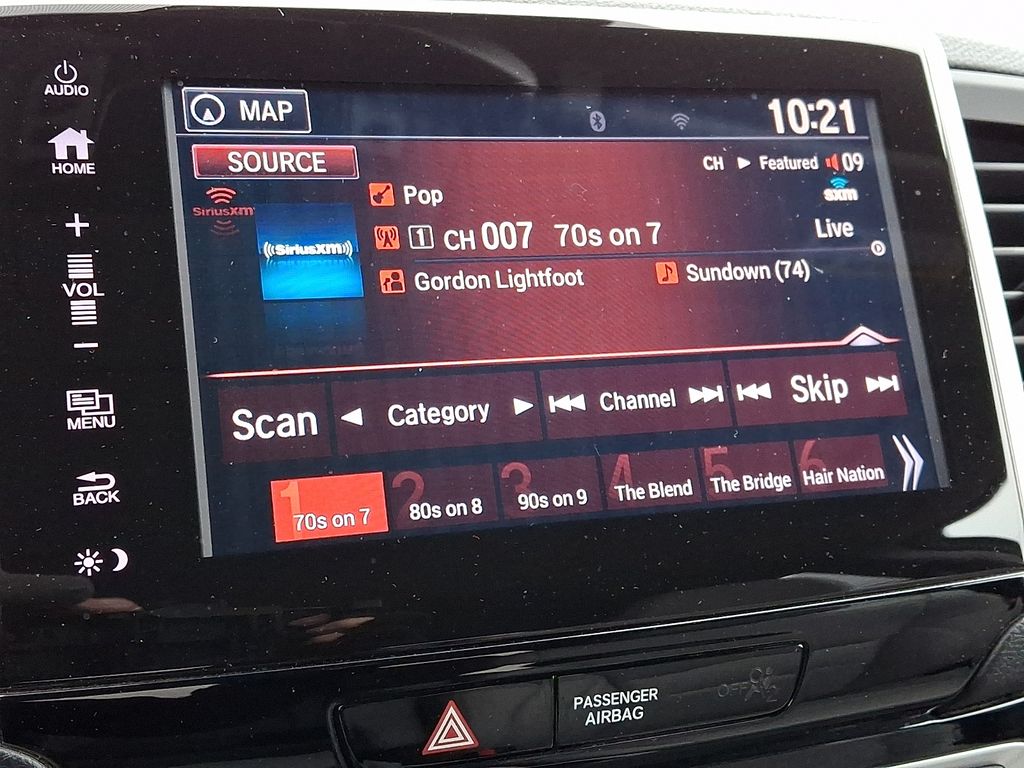 AUDIO
HOME
+
VOL
−
MENU
BACK
MAP
10:21
SOURCE
CH ▶ Featured 09
SiriusXM
sxm
((SiriusXM))
Pop
1 CH 007 70s on 7
Live
Gordon Lightfoot
Sundown (74)
Scan
◀ Category ▶
⏮ Channel ⏭
⏮ Skip ⏭
1 70s on 7
2 80s on 8
3 90s on 9
4 The Blend
5 The Bridge
6 Hair Nation
PASSENGER
AIRBAG
OFF
2